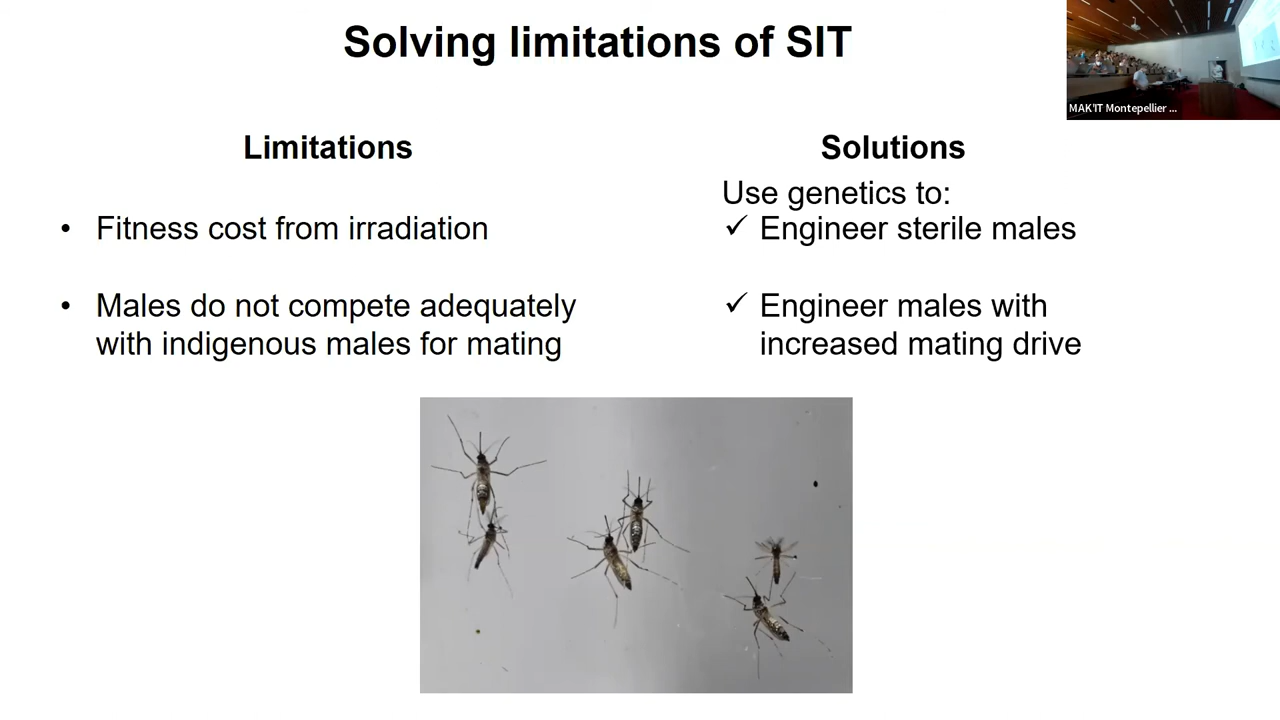 Solving limitations of SIT
MAK'IT Montepellier ...
Limitations
• Fitness cost from irradiation
• Males do not compete adequately
with indigenous males for mating
Solutions
Use genetics to:
✓ Engineer sterile males
✓ Engineer males with
increased mating drive